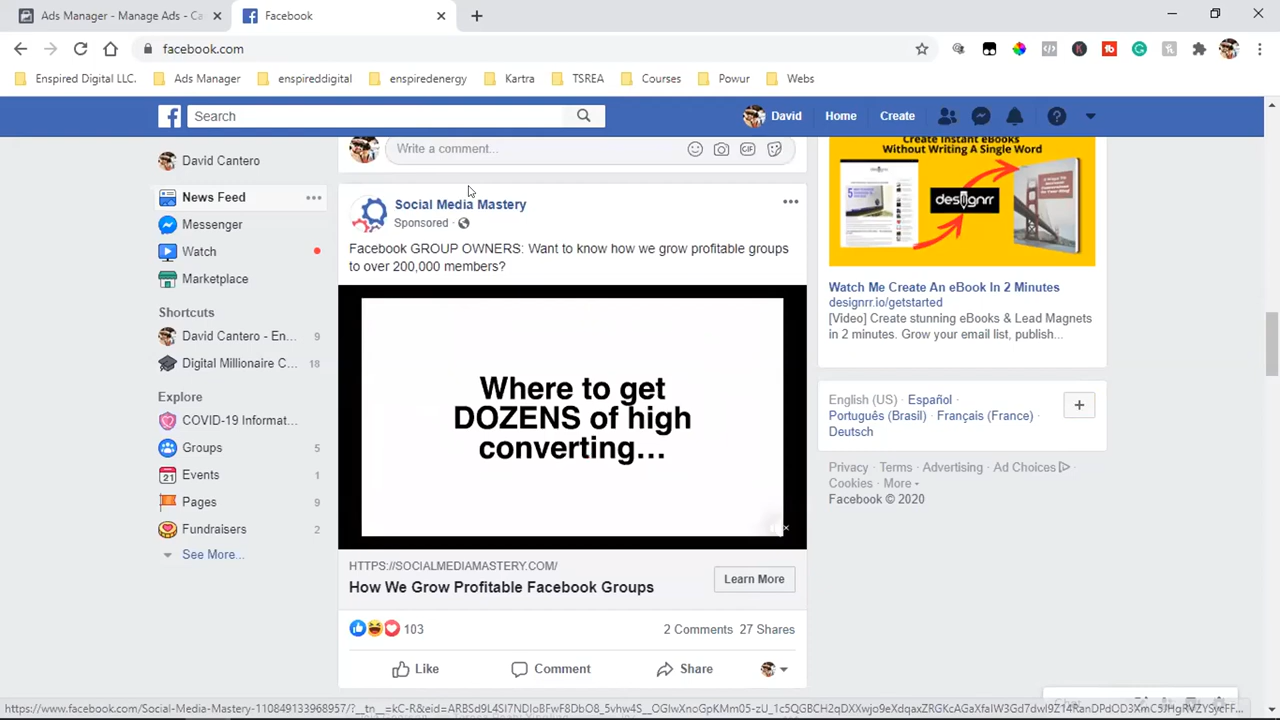 Ads Manager - Manage Ads - Ca
Facebook
facebook.com
Enspired Digital LLC.
Ads Manager
enspireddigital
enspiredenergy
Kartra
TSREA
Courses
Powur
Webs
Search
David
Home
Create
David Cantero
News Feed
Messenger
Watch
Marketplace
Shortcuts
David Cantero - En... 9
Digital Millionaire C... 18
Explore
COVID-19 Informat...
Groups 5
Events 1
Pages 9
Fundraisers 2
See More...
Write a comment...
GIF
Social Media Mastery
Sponsored ·
Facebook GROUP OWNERS: Want to know how we grow profitable groups
to over 200,000 members?
Where to get
DOZENS of high
converting...
HTTPS://SOCIALMEDIAMASTERY.COM/
How We Grow Profitable Facebook Groups
Learn More
103
2 Comments 27 Shares
Like
Comment
Share
Create Instant eBooks
Without Writing A Single Word
designrr
Watch Me Create An eBook In 2 Minutes
designrr.io/getstarted
[Video] Create stunning eBooks & Lead Magnets
in 2 minutes. Grow your email list, publish...
English (US) · Español ·
Português (Brasil) · Français (France) ·
Deutsch
Privacy · Terms · Advertising · Ad Choices ·
Cookies · More
Facebook © 2020